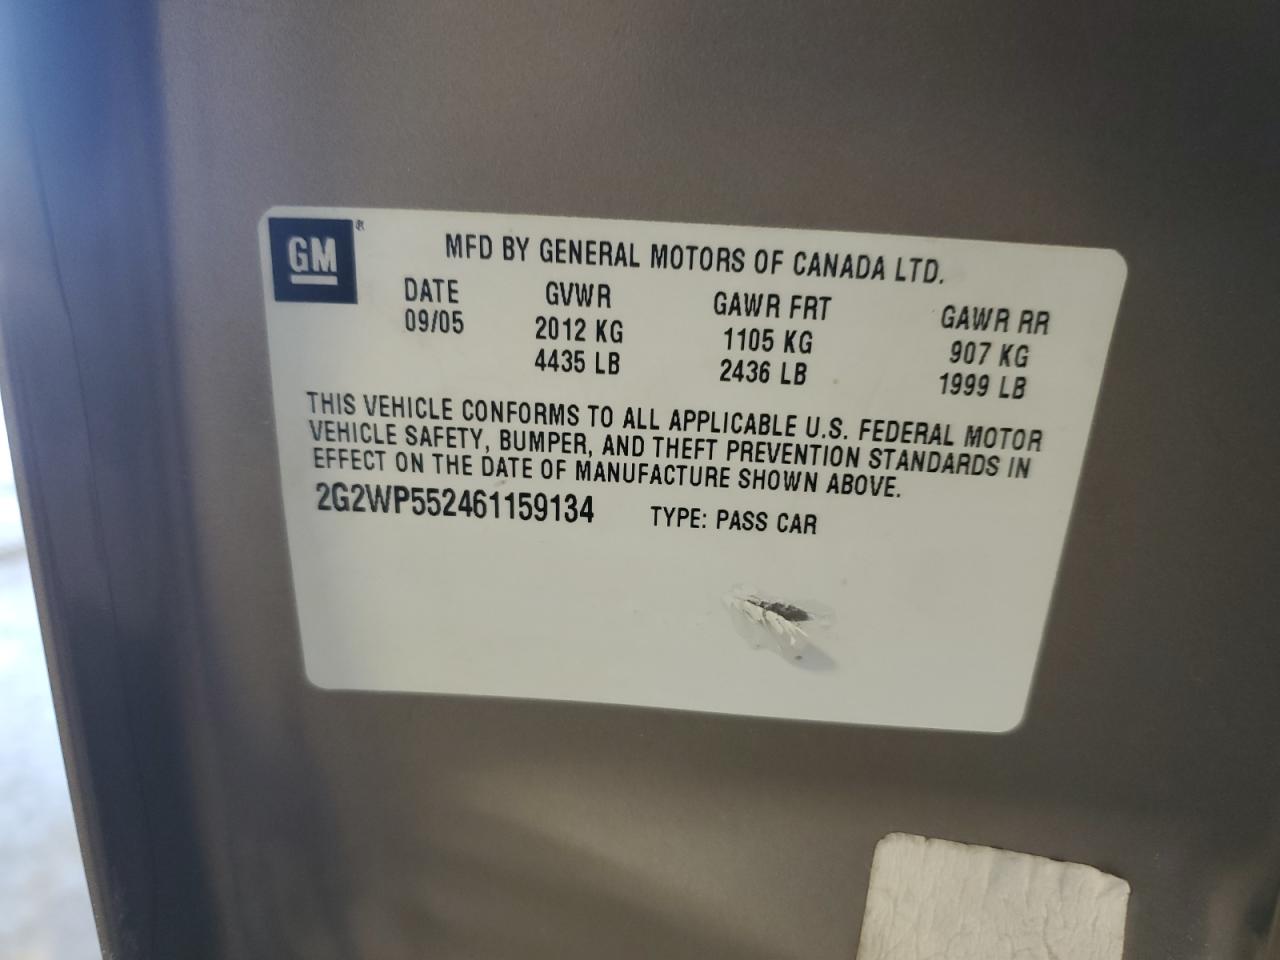 GM ®
MFD BY GENERAL MOTORS OF CANADA LTD.
DATE GVWR GAWR FRT GAWR RR
09/05 2012 KG 1105 KG 907 KG
4435 LB 2436 LB 1999 LB
THIS VEHICLE CONFORMS TO ALL APPLICABLE U.S. FEDERAL MOTOR
VEHICLE SAFETY, BUMPER, AND THEFT PREVENTION STANDARDS IN
EFFECT ON THE DATE OF MANUFACTURE SHOWN ABOVE.
2G2WP552461159134 TYPE: PASS CAR